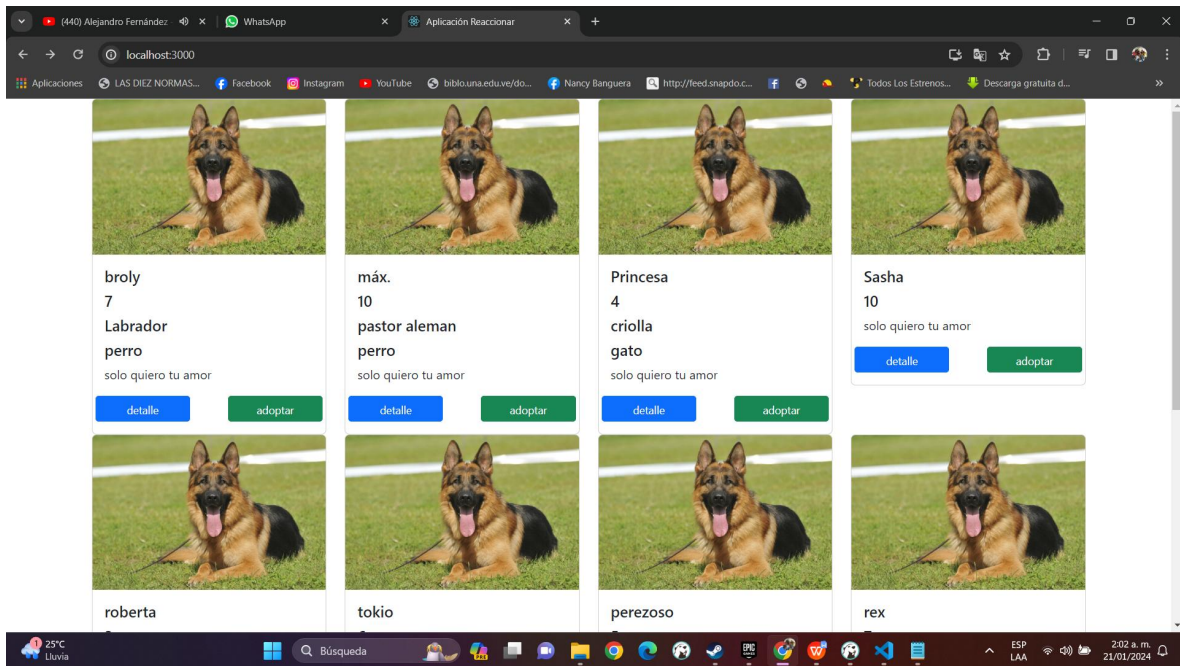 (440) Alejandro Fernández
WhatsApp
Aplicación Reaccionar
localhost:3000
Aplicaciones
LAS DIEZ NORMAS...
Facebook
Instagram
YouTube
biblo.una.edu.ve/do...
Nancy Banguera
http://feed.snapdo.c...
Todos Los Estrenos...
Descarga gratuita d...
»
broly
7
Labrador
perro
solo quiero tu amor
detalle
adoptar
máx.
10
pastor aleman
perro
solo quiero tu amor
detalle
adoptar
Princesa
4
criolla
gato
solo quiero tu amor
detalle
adoptar
Sasha
10
solo quiero tu amor
detalle
adoptar
roberta
tokio
perezoso
rex
1
25°C
Lluvia
Búsqueda
ESP
LAA
2:02 a. m.
21/01/2024